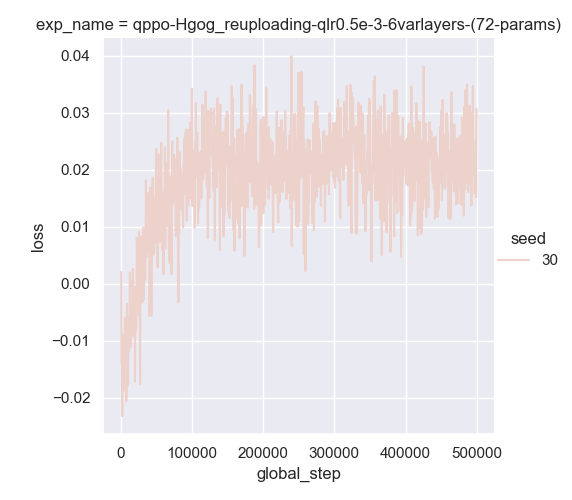 exp_name = qppo-Hgog_reuploading-qlr0.5e-3-6varlayers-(72-params)
0.04
0.03
0.02
0.01
0.00
−0.01
−0.02
loss
seed
30
0 100000 200000 300000 400000 500000
global_step